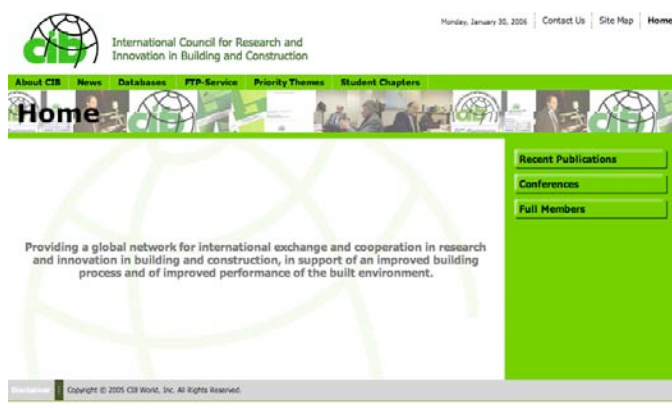 Monday, January 30, 2006 Contact Us Site Map Home
cib
International Council for Research and
Innovation in Building and Construction
About CIB News Databases FTP-Service Priority Themes Student Chapters
Home
cib
cib
Recent Publications
Conferences
Full Members
Providing a global network for international exchange and cooperation in research
and innovation in building and construction, in support of an improved building
process and of improved performance of the built environment.
Disclaimer Copyright © 2005 CIB World, Inc. All Rights Reserved.